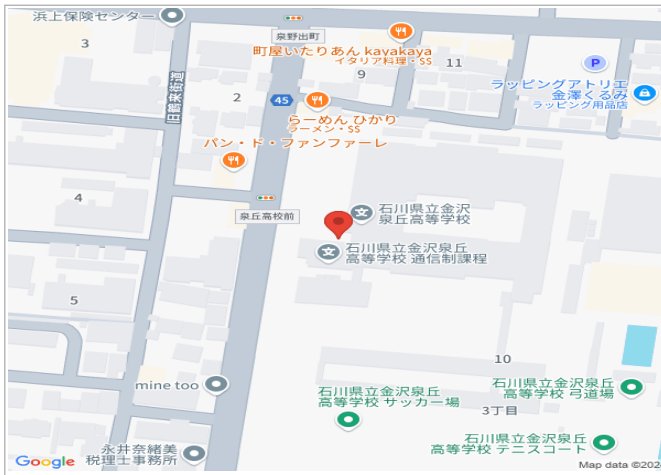 浜上保険センター
3
泉野出町
町屋いたりあん kayakaya
イタリア料理・SS
9
11
P
ラッピングアトリエ
金澤くるみ
ラッピング用品店
旧鶴来街道
2
45
らーめん ひかり
ラーメン・SS
パン・ド・ファンファーレ
4
泉丘高校前
石川県立金沢
泉丘高等学校
石川県立金沢泉丘
高等学校 通信制課程
5
10
mine too
石川県立金沢泉丘
高等学校 サッカー場
石川県立金沢泉丘
高等学校 弓道場
3丁目
石川県立金沢泉丘
高等学校 テニスコート
永井奈緒美
税理士事務所
Google
Map data ©202